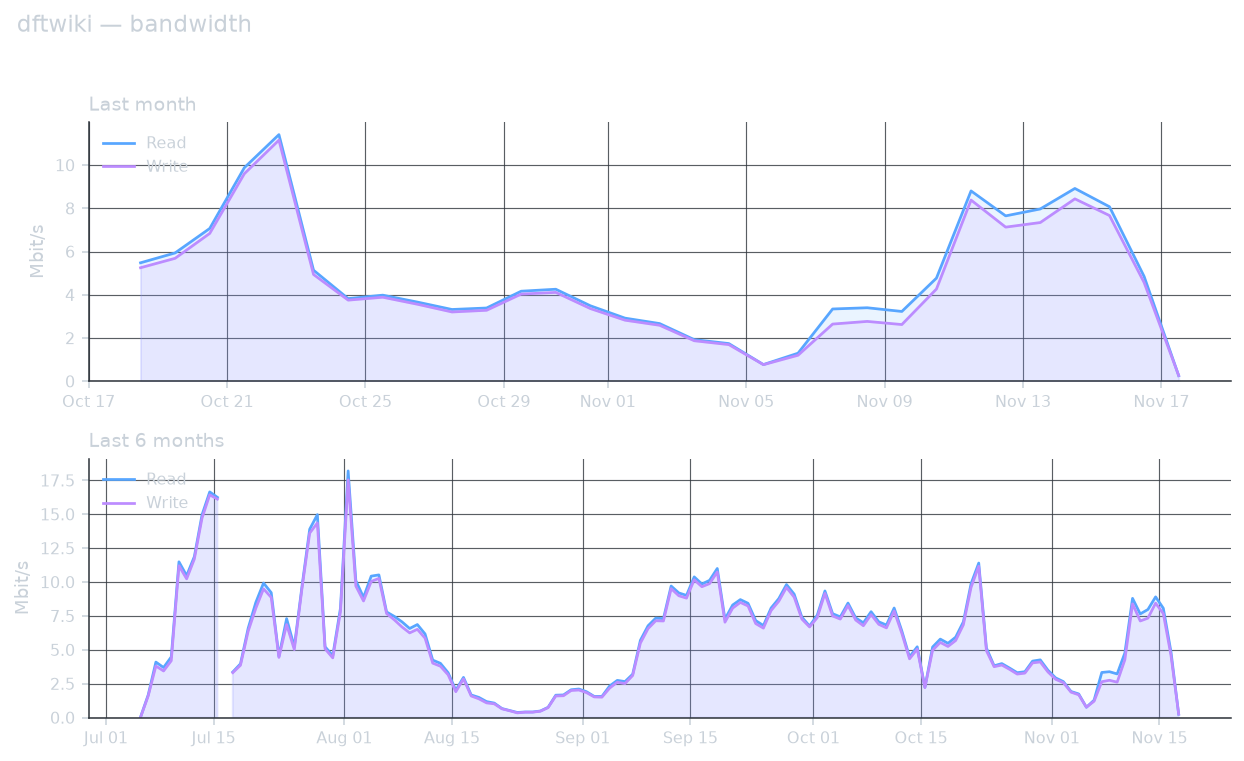 dftwiki — bandwidth
Last month
Read
Write
Mbit/s
10
8
6
4
2
0
Oct 17 Oct 21 Oct 25 Oct 29 Nov 01 Nov 05 Nov 09 Nov 13 Nov 17
Last 6 months
Read
Write
Mbit/s
17.5
15.0
12.5
10.0
7.5
5.0
2.5
0.0
Jul 01 Jul 15 Aug 01 Aug 15 Sep 01 Sep 15 Oct 01 Oct 15 Nov 01 Nov 15